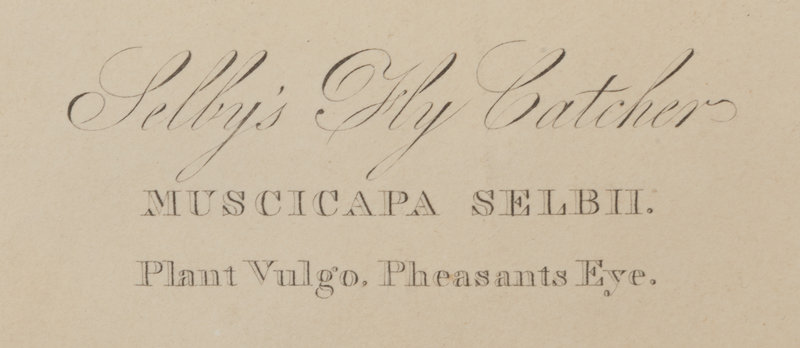 Selby's Fly Catcher
MUSCICAPA SELBII.
Plant Vulgo. Pheasants Eye.